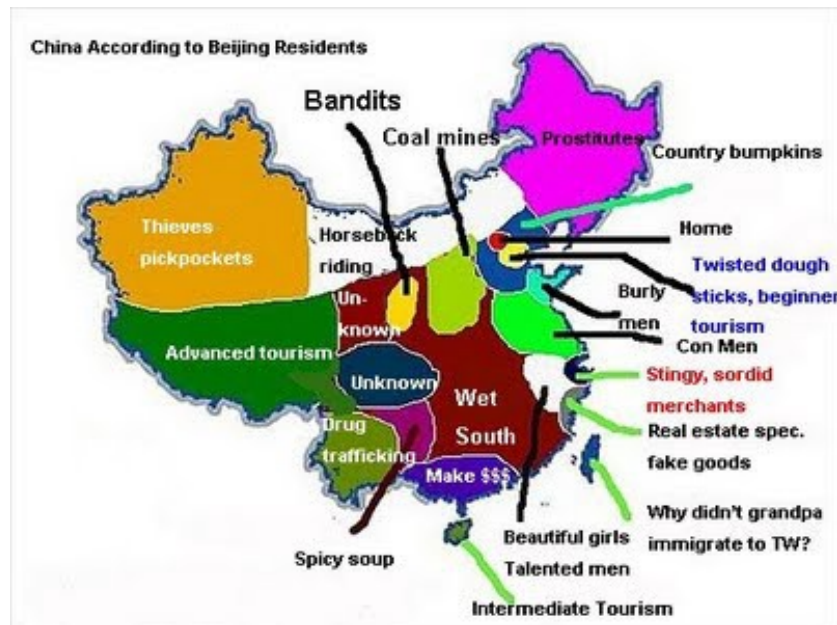 China According to Beijing Residents
Bandits
Coal mines
Prostitutes
Country bumpkins
Thieves
pickpockets
Horseback
riding
Home
Twisted dough
sticks, beginner
tourism
Un-
known
Burly
men
Con Men
Advanced tourism
Unknown
Wet
South
Stingy, sordid
merchants
Drug
trafficking
Real estate spec.
fake goods
Make $$$
Why didn't grandpa
immigrate to TW?
Spicy soup
Beautiful girls
Talented men
Intermediate Tourism